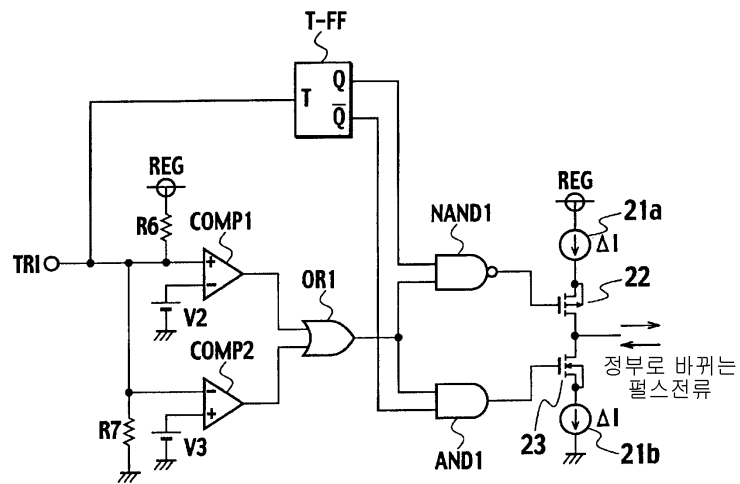 T-FF
Q
T
Q̅
REG
R6
COMP1
TRI
+
−
V2
OR1
COMP2
−
+
R7
V3
NAND1
AND1
REG
21a
ΔI
22
정부로 바뀌는
펄스전류
23
ΔI
21b